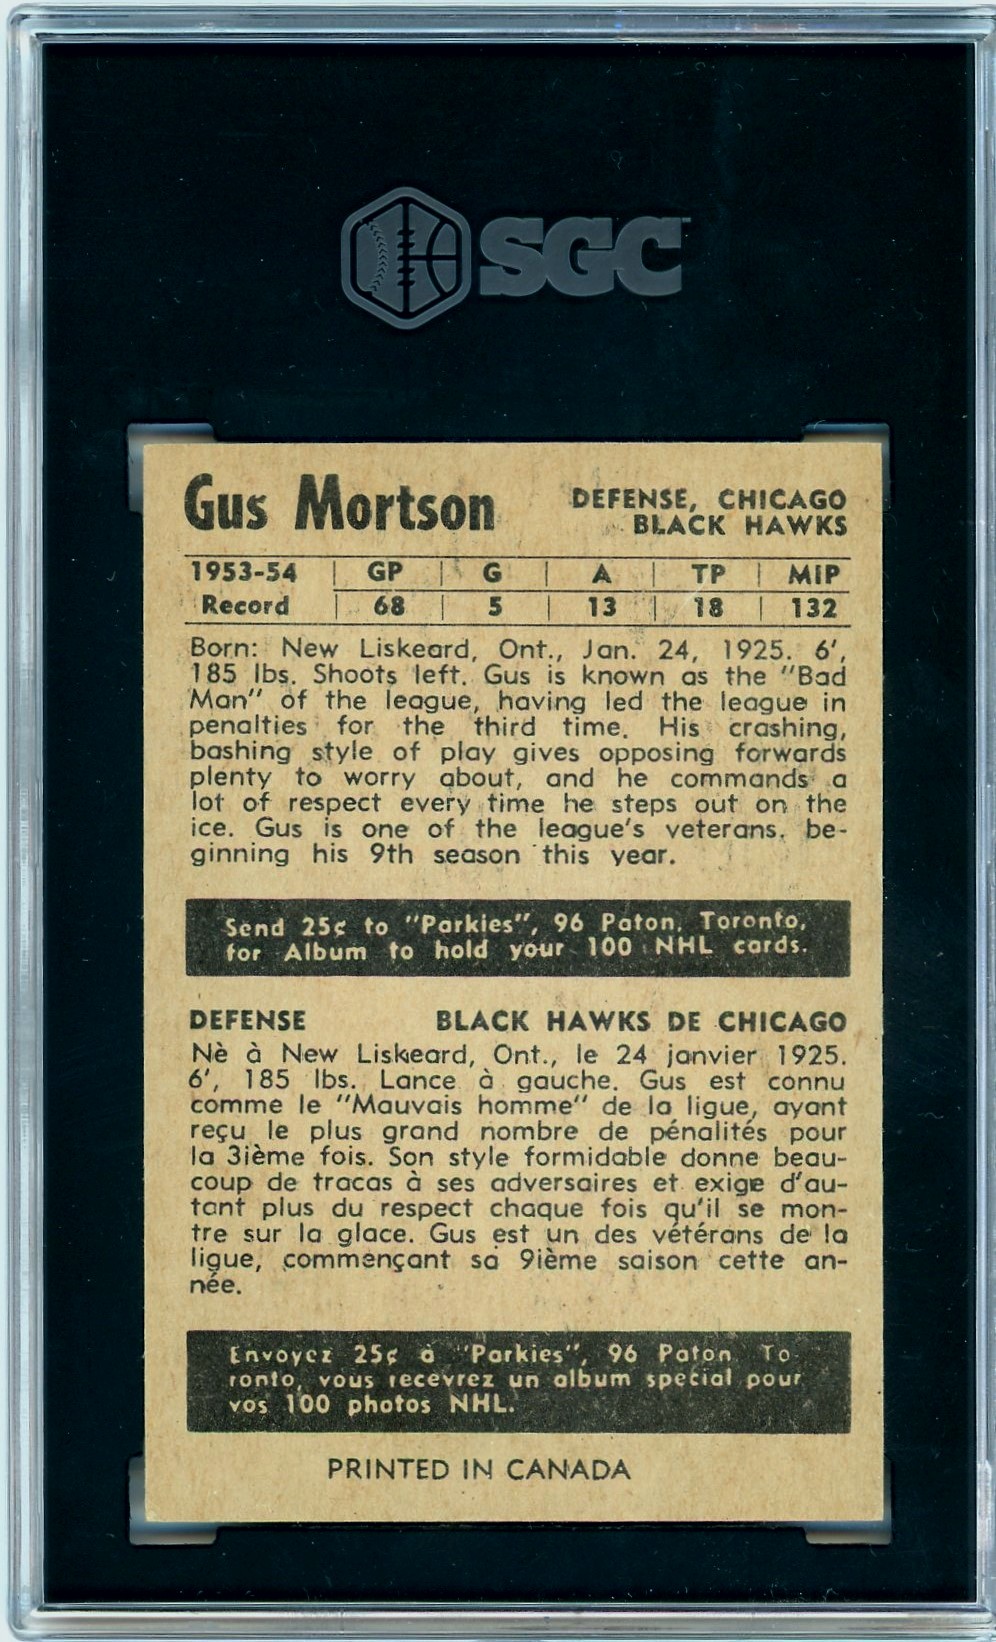 SGC
Gus Mortson
DEFENSE, CHICAGO
BLACK HAWKS
1953-54 | GP | G | A | TP | MIP
Record | 68 | 5 | 13 | 18 | 132
Born: New Liskeard, Ont., Jan. 24, 1925. 6',
185 lbs. Shoots left. Gus is known as the "Bad
Man" of the league, having led the league in
penalties for the third time. His crashing,
bashing style of play gives opposing forwards
plenty to worry about, and he commands a
lot of respect every time he steps out on the
ice. Gus is one of the league's veterans, be-
ginning his 9th season this year.
Send 25¢ to "Parkies", 96 Paton, Toronto,
for Album to hold your 100 NHL cards.
DEFENSE BLACK HAWKS DE CHICAGO
Nè à New Liskeard, Ont., le 24 janvier 1925.
6', 185 lbs. Lance à gauche. Gus est connu
comme le "Mauvais homme" de la ligue, ayant
reçu le plus grand nombre de pénalités pour
la 3ième fois. Son style formidable donne beau-
coup de tracas à ses adversaires et exige d'au-
tant plus du respect chaque fois qu'il se mon-
tre sur la glace. Gus est un des vétérans de la
ligue, commençant sa 9ième saison cette an-
née.
Envoyez 25¢ à "Parkies", 96 Paton To-
ronto, vous recevrez un album special pour
vos 100 photos NHL.
PRINTED IN CANADA